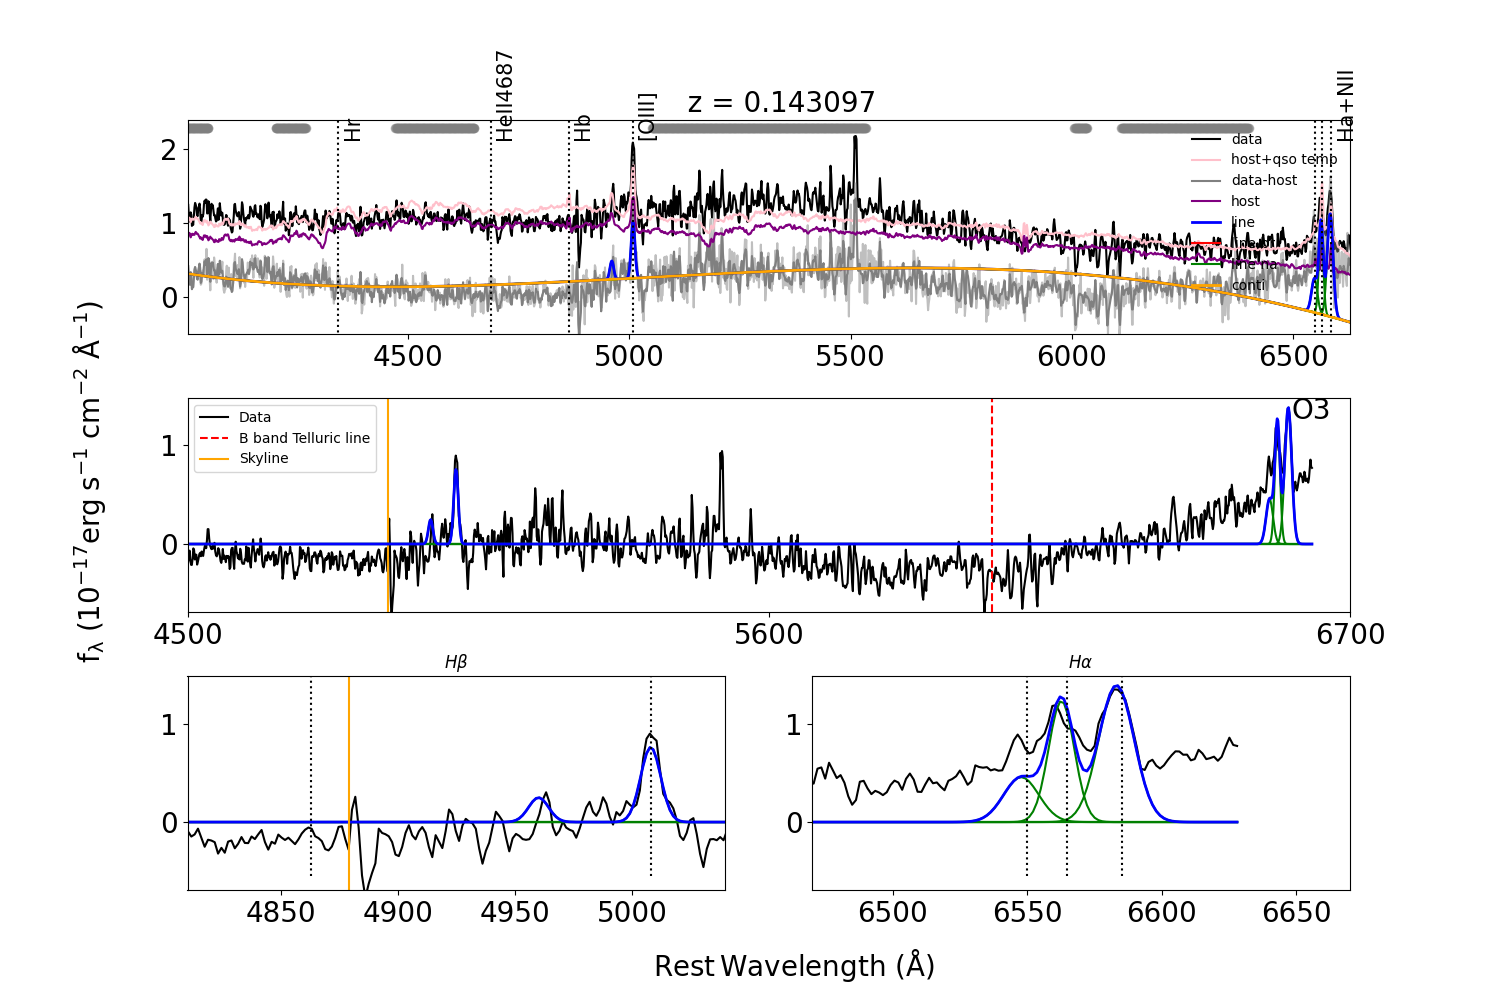 z = 0.143097
Hr
HeII4687
Hb
[OIII]
Ha+NII
data
host+qso temp
data-host
host
line
line na
conti
2
1
0
4500 5000 5500 6000 6500
Data
B band Telluric line
Skyline
O3
1
0
4500 5600 6700
fλ (10−17erg s−1 cm−2 Å−1)
Hβ
1
0
4850 4900 4950 5000
Hα
1
0
6500 6550 6600 6650
Rest Wavelength (Å)